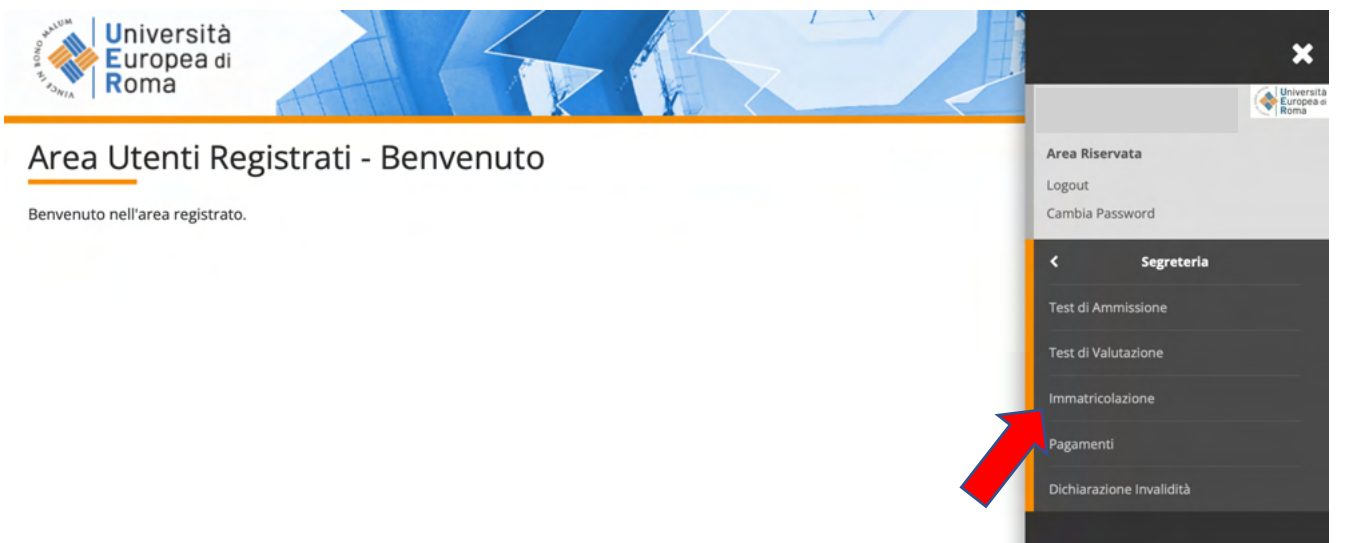 VINCE IN BONO MALUM
Università
Europea di
Roma
Università
Europea di
Roma
Area Utenti Registrati - Benvenuto
Benvenuto nell'area registrato.
Area Riservata
Logout
Cambia Password
Segreteria
Test di Ammissione
Test di Valutazione
Immatricolazione
Pagamenti
Dichiarazione Invalidità